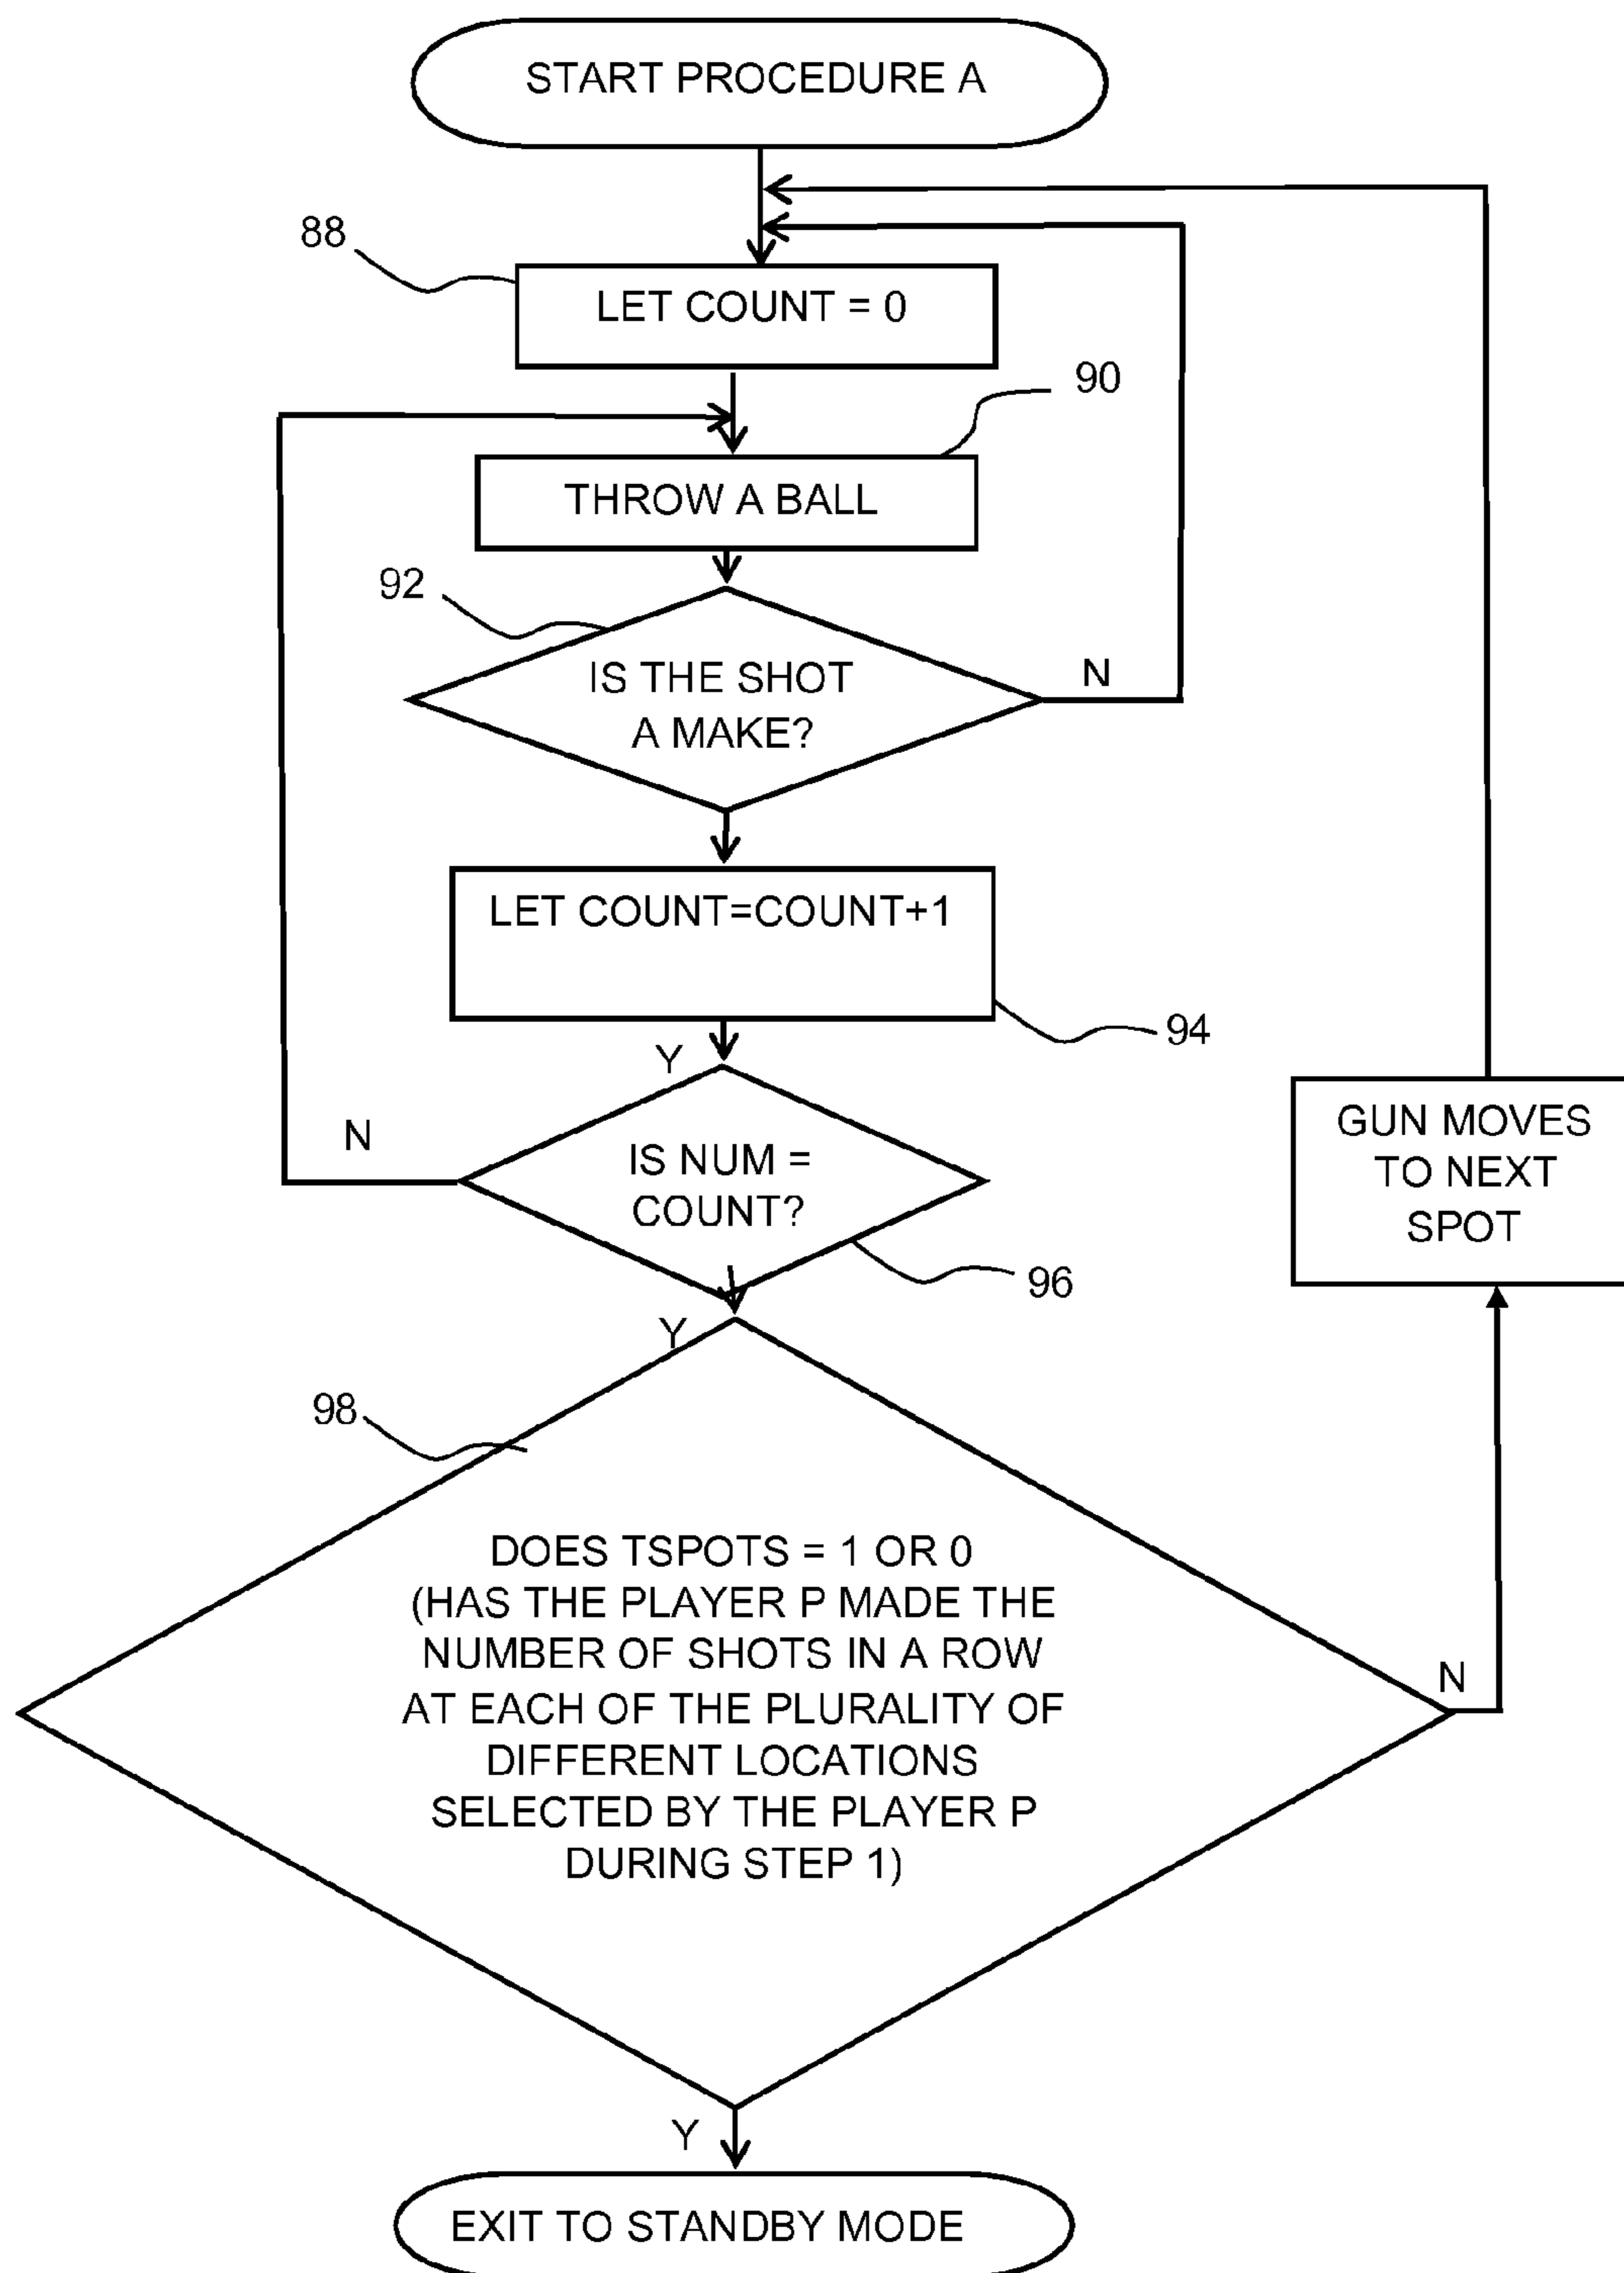 START PROCEDURE A
88
LET COUNT = 0
90
THROW A BALL
92
IS THE SHOT
A MAKE?
N
LET COUNT=COUNT+1
94
Y
N
IS NUM =
COUNT?
96
GUN MOVES
TO NEXT
SPOT
Y
98
DOES TSPOTS = 1 OR 0
(HAS THE PLAYER P MADE THE
NUMBER OF SHOTS IN A ROW
AT EACH OF THE PLURALITY OF
DIFFERENT LOCATIONS
SELECTED BY THE PLAYER P
DURING STEP 1)
N
Y
EXIT TO STANDBY MODE